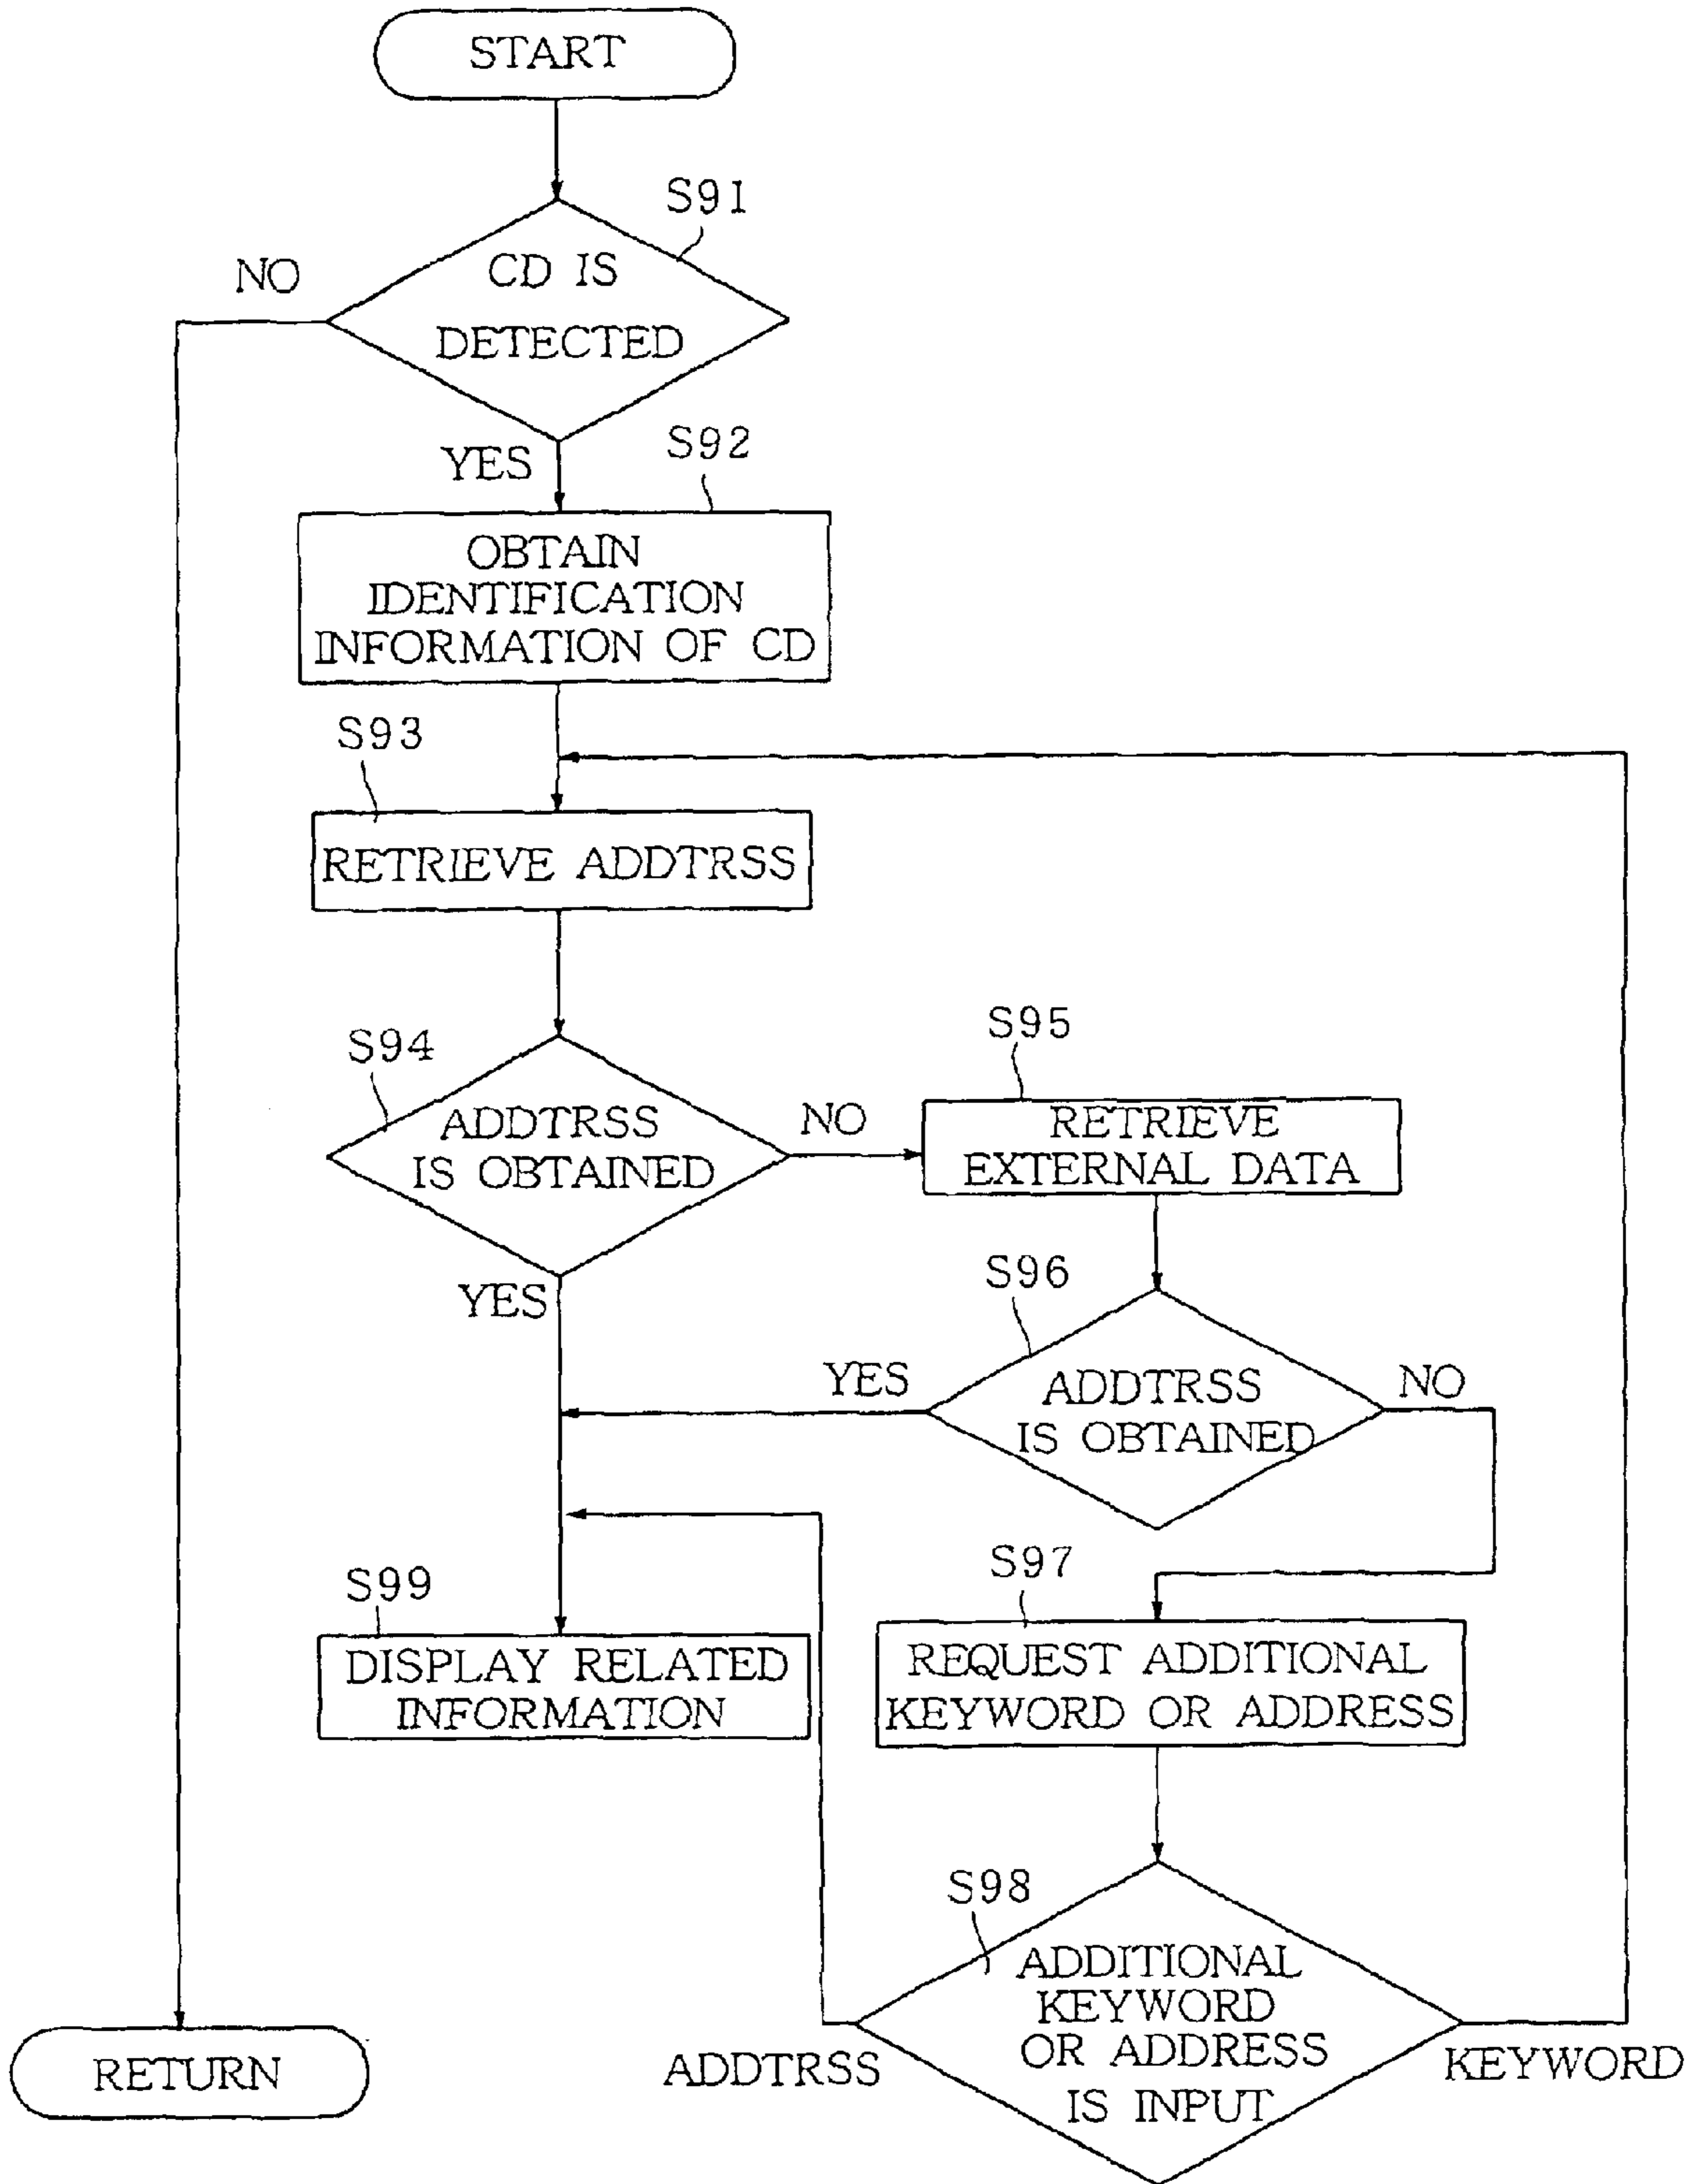 START
S91
NO
CD IS
DETECTED
YES
S92
OBTAIN
IDENTIFICATION
INFORMATION OF CD
S93
RETRIEVE ADDTRSS
S94
ADDTRSS
IS OBTAINED
NO
YES
S95
RETRIEVE
EXTERNAL DATA
S96
YES
ADDTRSS
IS OBTAINED
NO
S99
DISPLAY RELATED
INFORMATION
S97
REQUEST ADDITIONAL
KEYWORD OR ADDRESS
S98
ADDITIONAL
KEYWORD
OR ADDRESS
IS INPUT
ADDTRSS
KEYWORD
RETURN